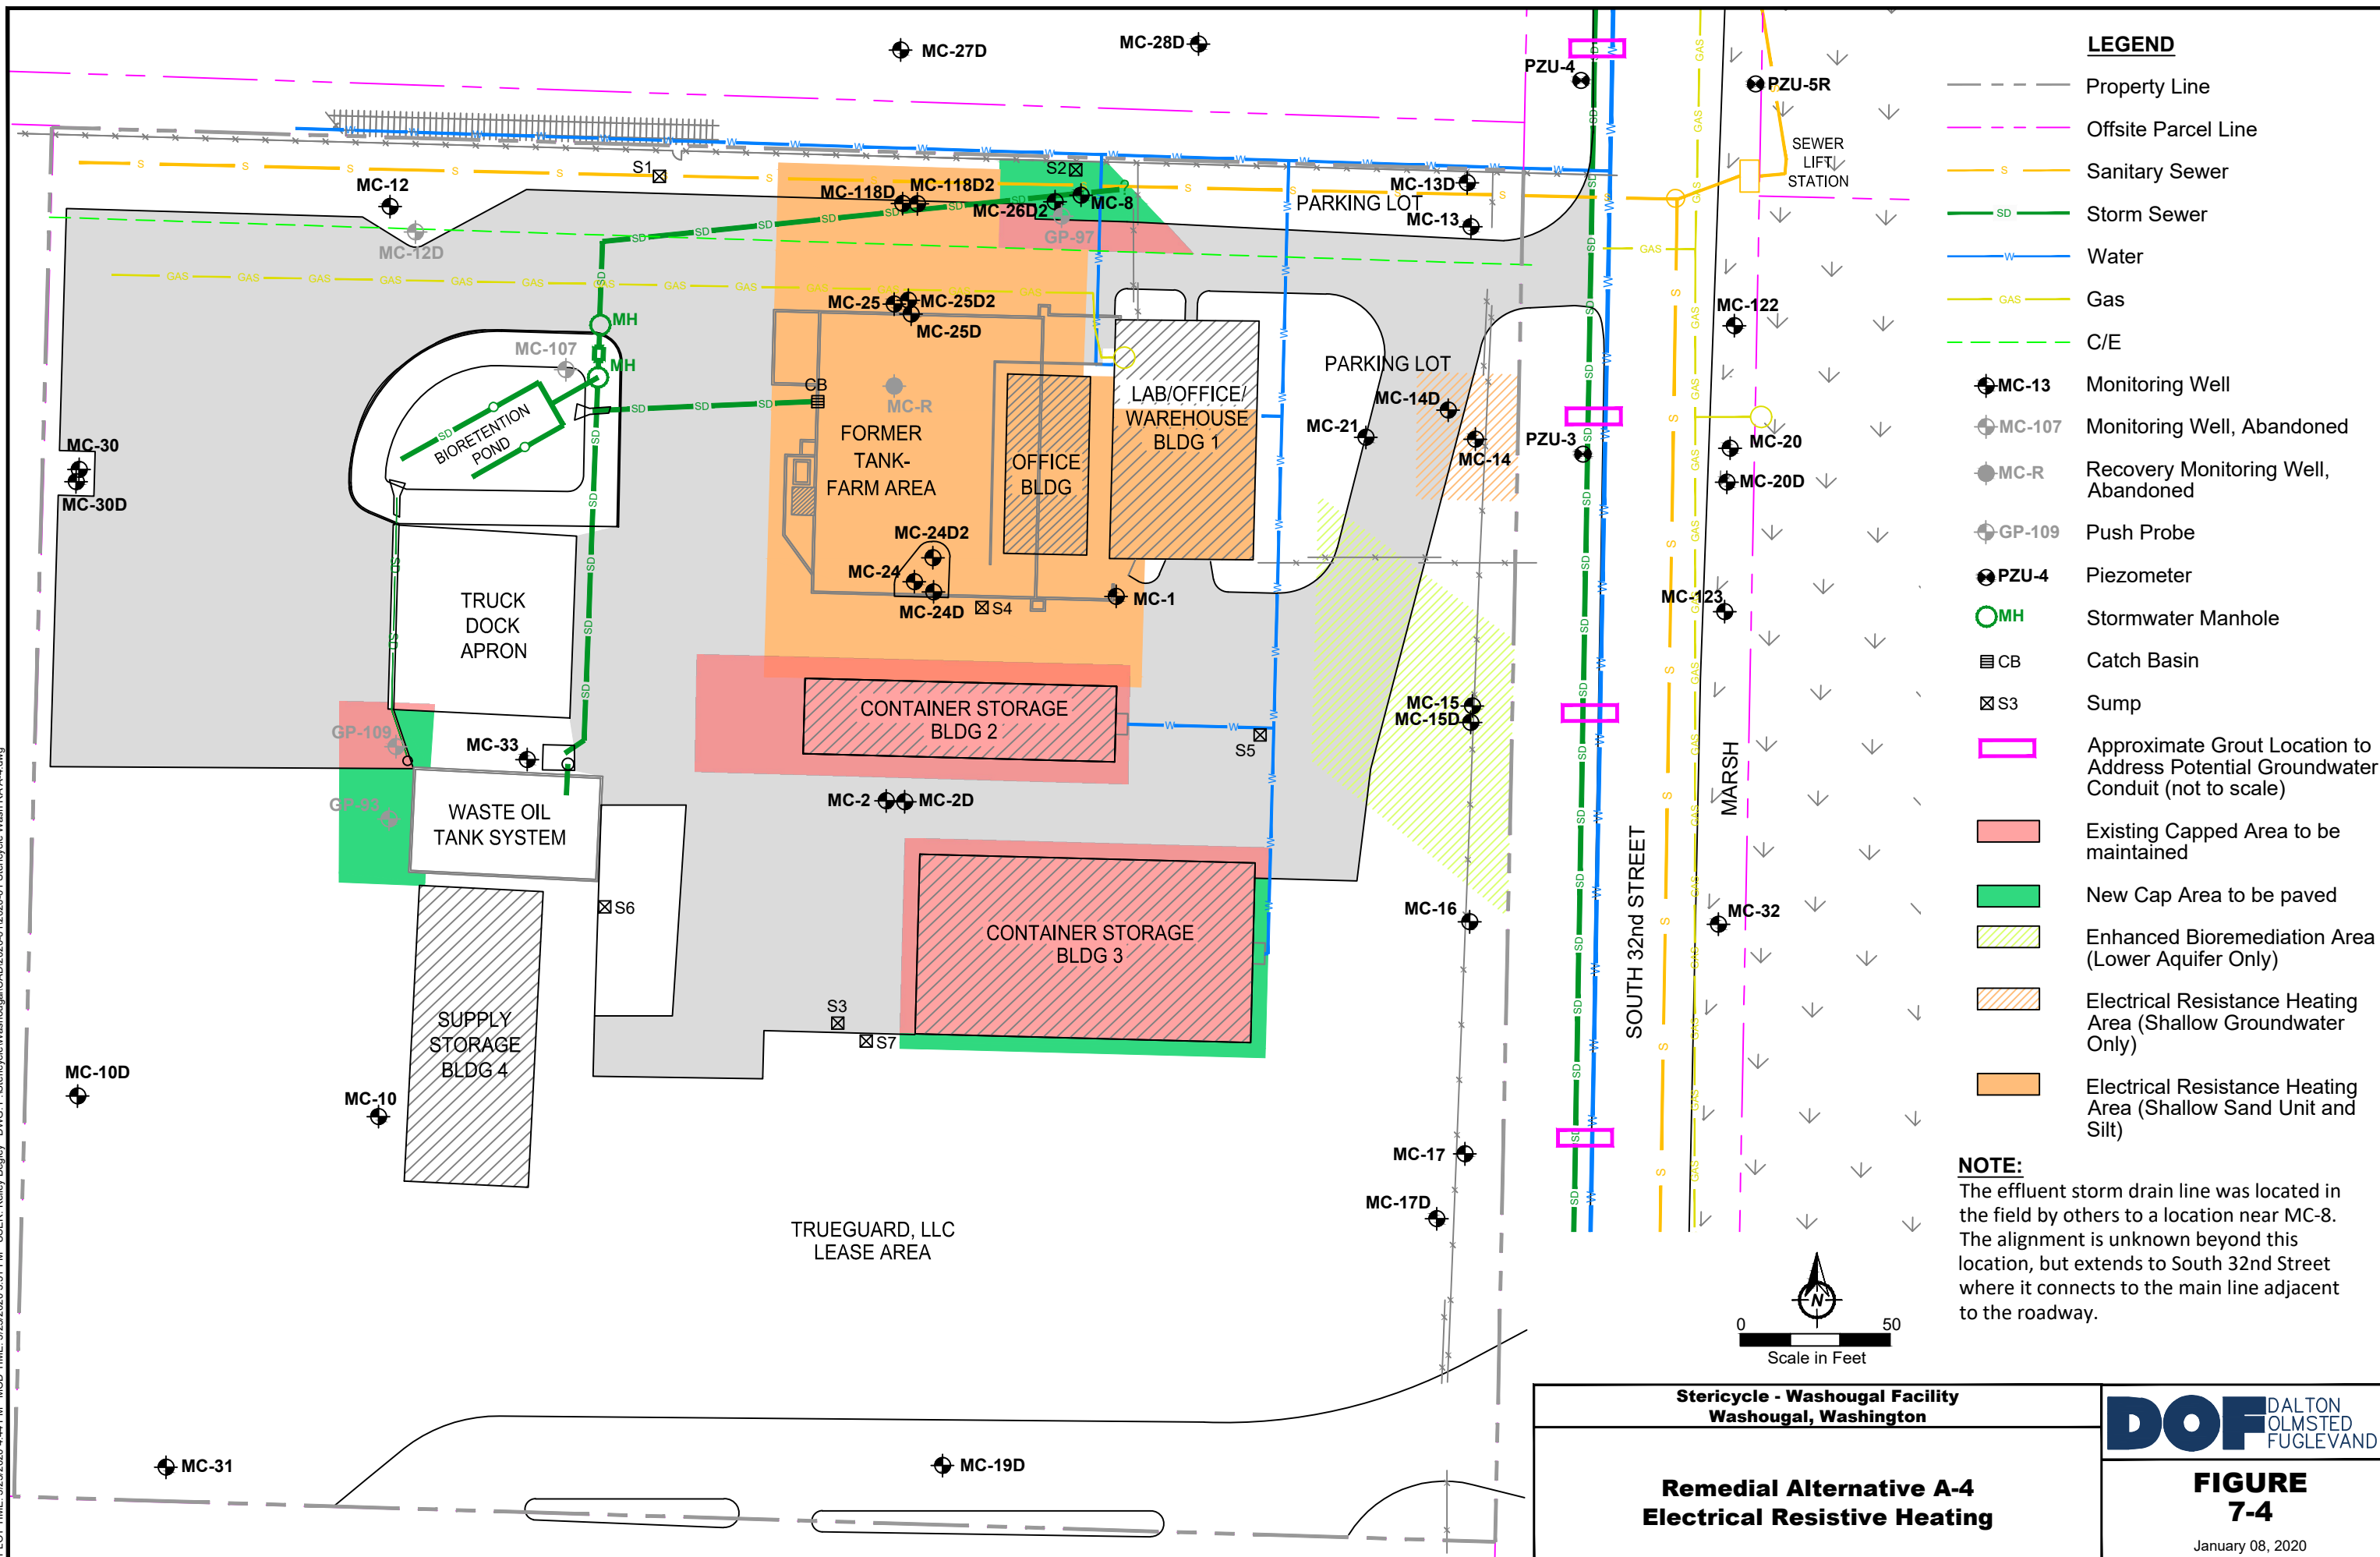 MC-27D
MC-28D
PZU-4
PZU-5R
SEWER
LIFT
STATION
S1
S2
MC-12
MC-12D
MC-118D
MC-118D2
MC-26D2
MC-8
?
GP-97
MC-13D
PARKING LOT
MC-13
MC-25
MC-25D2
MC-25D
MH
MH
MC-107
CB
MC-R
BIORETENTION
POND
FORMER
TANK-
FARM AREA
OFFICE
BLDG
LAB/OFFICE/
WAREHOUSE
BLDG 1
PARKING LOT
MC-14D
MC-21
MC-14
PZU-3
MC-122
MC-20
MC-20D
MC-30
MC-30D
MC-24D2
MC-24
MC-24D
S4
MC-1
MC-123
TRUCK
DOCK
APRON
CONTAINER STORAGE
BLDG 2
MC-15
MC-15D
S5
GP-109
MC-33
GP-93
WASTE OIL
TANK SYSTEM
MC-2
MC-2D
MARSH
SOUTH 32nd STREET
MC-16
MC-32
S6
CONTAINER STORAGE
BLDG 3
S3
S7
SUPPLY
STORAGE
BLDG 4
MC-10D
MC-10
MC-17
MC-17D
TRUEGUARD, LLC
LEASE AREA
MC-31
MC-19D
LEGEND
Property Line
Offsite Parcel Line
S
Sanitary Sewer
SD
Storm Sewer
W
Water
GAS
Gas
C/E
MC-13 Monitoring Well
MC-107 Monitoring Well, Abandoned
MC-R Recovery Monitoring Well,
Abandoned
GP-109 Push Probe
PZU-4 Piezometer
MH Stormwater Manhole
CB Catch Basin
S3 Sump
Approximate Grout Location to
Address Potential Groundwater
Conduit (not to scale)
Existing Capped Area to be
maintained
New Cap Area to be paved
Enhanced Bioremediation Area
(Lower Aquifer Only)
Electrical Resistance Heating
Area (Shallow Groundwater
Only)
Electrical Resistance Heating
Area (Shallow Sand Unit and
Silt)
NOTE:
The effluent storm drain line was located in
the field by others to a location near MC-8.
The alignment is unknown beyond this
location, but extends to South 32nd Street
where it connects to the main line adjacent
to the roadway.
N
0 50
Scale in Feet
Stericycle - Washougal Facility
Washougal, Washington
Remedial Alternative A-4
Electrical Resistive Heating
DOF
DALTON
OLMSTED
FUGLEVAND
FIGURE
7-4
January 08, 2020